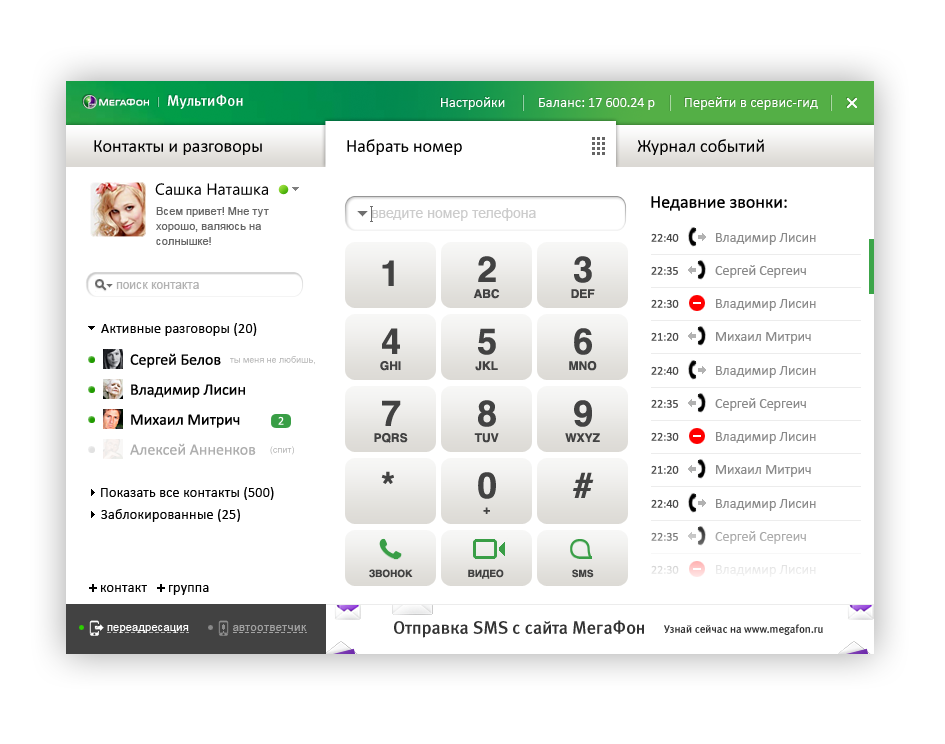 МЕГАФОН | МультиФон
Настройки
Баланс: 17 600.24 р
Перейти в сервис-гид
Контакты и разговоры
Набрать номер
Журнал событий
Сашка Наташка
Всем привет! Мне тут
хорошо, валяюсь на
солнышке!
поиск контакта
Активные разговоры (20)
Сергей Белов ты меня не любишь,
Владимир Лисин
Михаил Митрич 2
Алексей Анненков (спит)
Показать все контакты (500)
Заблокированные (25)
+ контакт + группа
переадресация
автоответчик
введите номер телефона
1
2
ABC
3
DEF
4
GHI
5
JKL
6
MNO
7
PQRS
8
TUV
9
WXYZ
*
0
+
#
ЗВОНОК
ВИДЕО
SMS
Недавние звонки:
22:40 Владимир Лисин
22:35 Сергей Сергеич
22:30 Владимир Лисин
21:20 Михаил Митрич
22:40 Владимир Лисин
22:35 Сергей Сергеич
22:30 Владимир Лисин
21:20 Михаил Митрич
22:40 Владимир Лисин
22:35 Сергей Сергеич
22:30 Владимир Лисин
Отправка SMS с сайта МегаФон
Узнай сейчас на www.megafon.ru